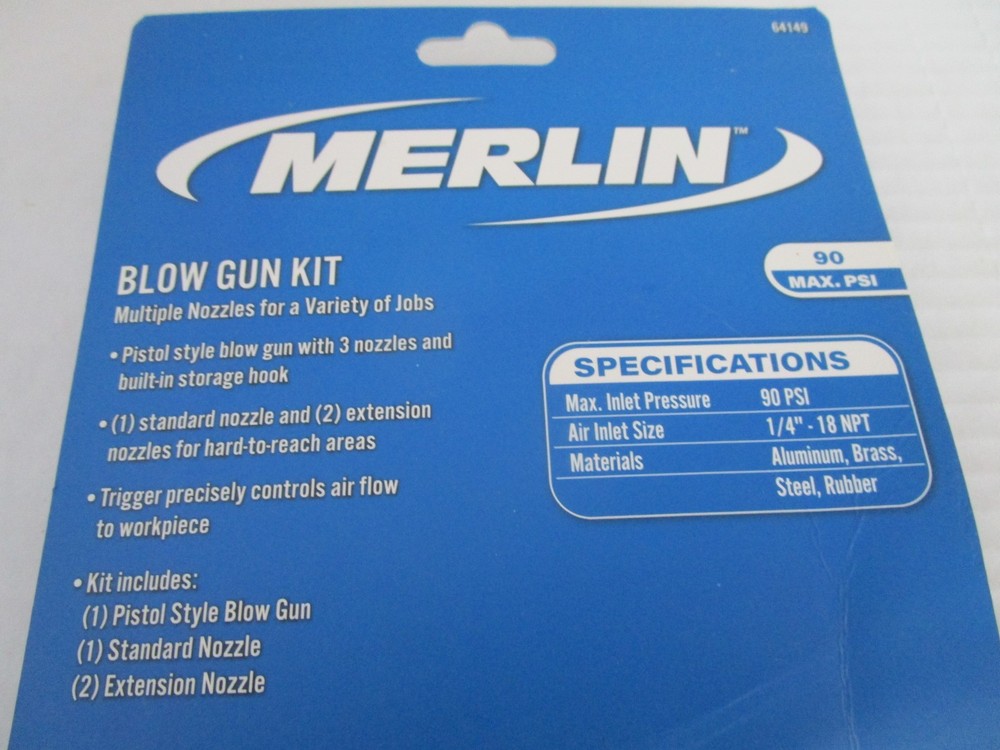 64149
MERLIN™
BLOW GUN KIT
Multiple Nozzles for a Variety of Jobs
• Pistol style blow gun with 3 nozzles and
built-in storage hook
• (1) standard nozzle and (2) extension
nozzles for hard-to-reach areas
• Trigger precisely controls air flow
to workpiece
• Kit includes:
(1) Pistol Style Blow Gun
(1) Standard Nozzle
(2) Extension Nozzle
90
MAX. PSI
SPECIFICATIONS
Max. Inlet Pressure 90 PSI
Air Inlet Size 1/4" - 18 NPT
Materials Aluminum, Brass,
Steel, Rubber